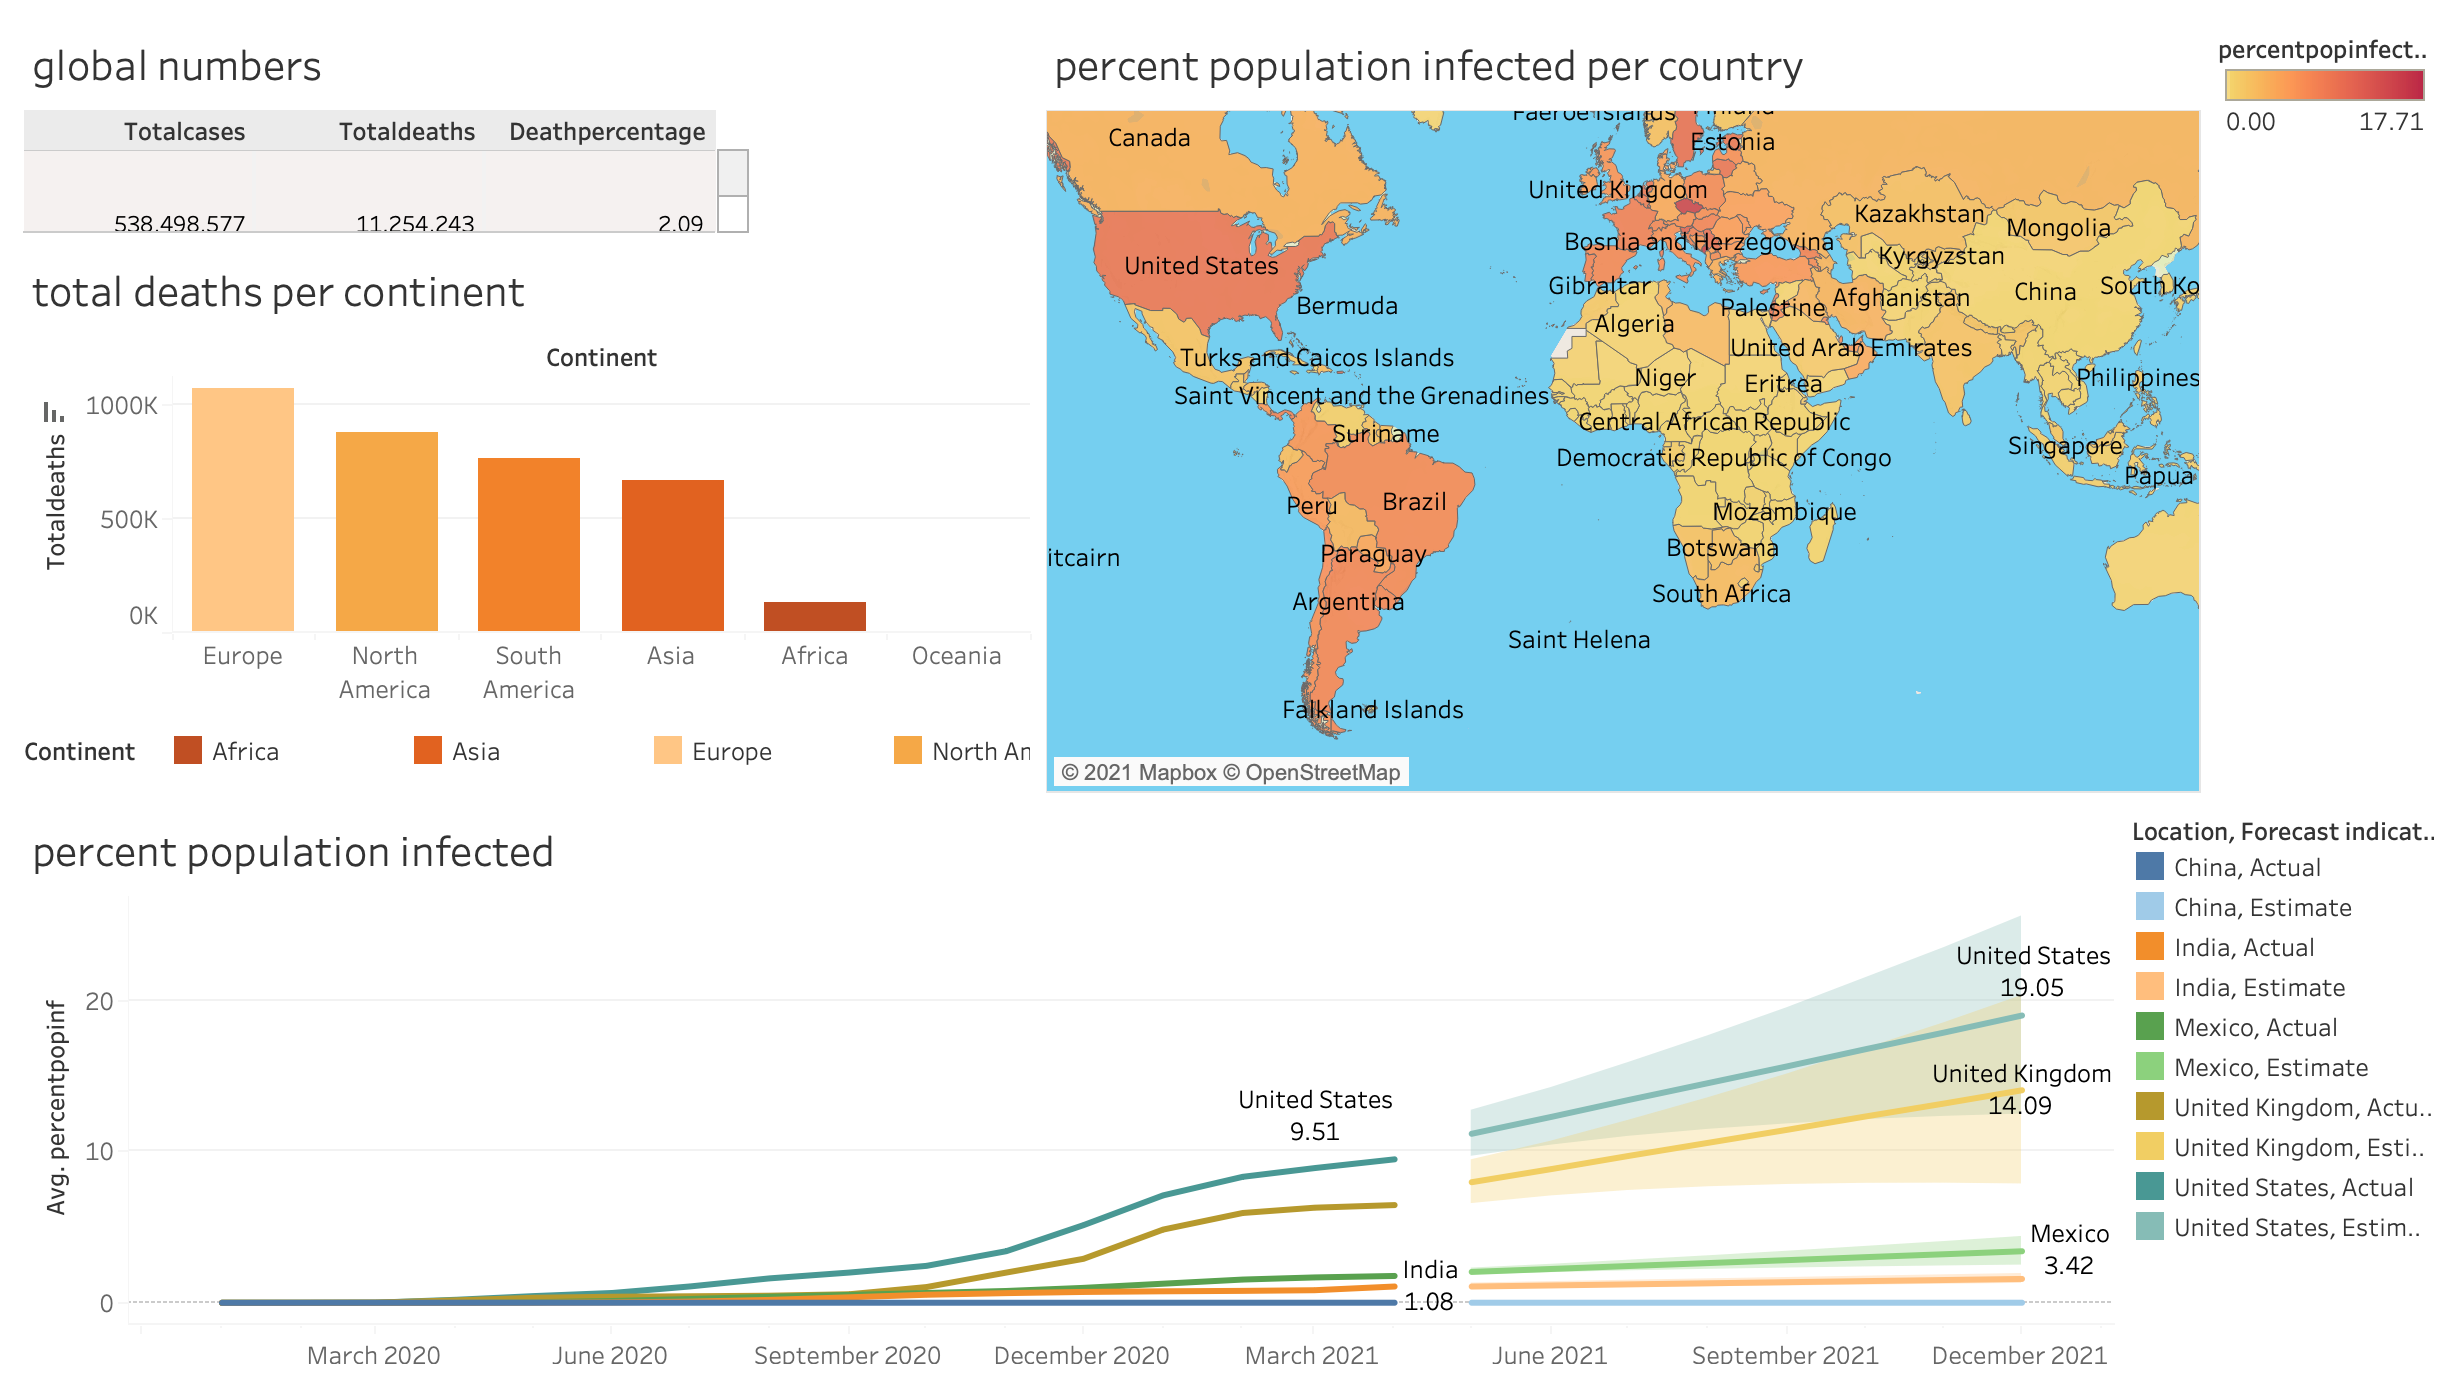 global numbers
Totalcases Totaldeaths Deathpercentage
538,498,577 11,254,243 2.09
total deaths per continent
Continent
Totaldeaths
1000K
500K
0K
Europe North America South America Asia Africa Oceania
Continent Africa Asia Europe North An
percent population infected per country
percentpopinfect..
0.00 17.71
Faeroe Islands Finland
Canada
Estonia
United Kingdom
Kazakhstan
Mongolia
Bosnia and Herzegovina
Kyrgyzstan
United States
Gibraltar
China
South Ko
Bermuda
Palestine
Afghanistan
Algeria
Turks and Caicos Islands
United Arab Emirates
Niger
Eritrea
Philippines
Saint Vincent and the Grenadines
Central African Republic
Suriname
Singapore
Democratic Republic of Congo
Papua
Peru
Brazil
Mozambique
itcairn
Paraguay
Botswana
Argentina
South Africa
Saint Helena
Falkland Islands
© 2021 Mapbox © OpenStreetMap
percent population infected
Avg. percentpopinf
20
10
0
United States
9.51
India
1.08
United States
19.05
United Kingdom
14.09
Mexico
3.42
March 2020 June 2020 September 2020 December 2020 March 2021 June 2021 September 2021 December 2021
Location, Forecast indicat..
China, Actual
China, Estimate
India, Actual
India, Estimate
Mexico, Actual
Mexico, Estimate
United Kingdom, Actu..
United Kingdom, Esti..
United States, Actual
United States, Estim..